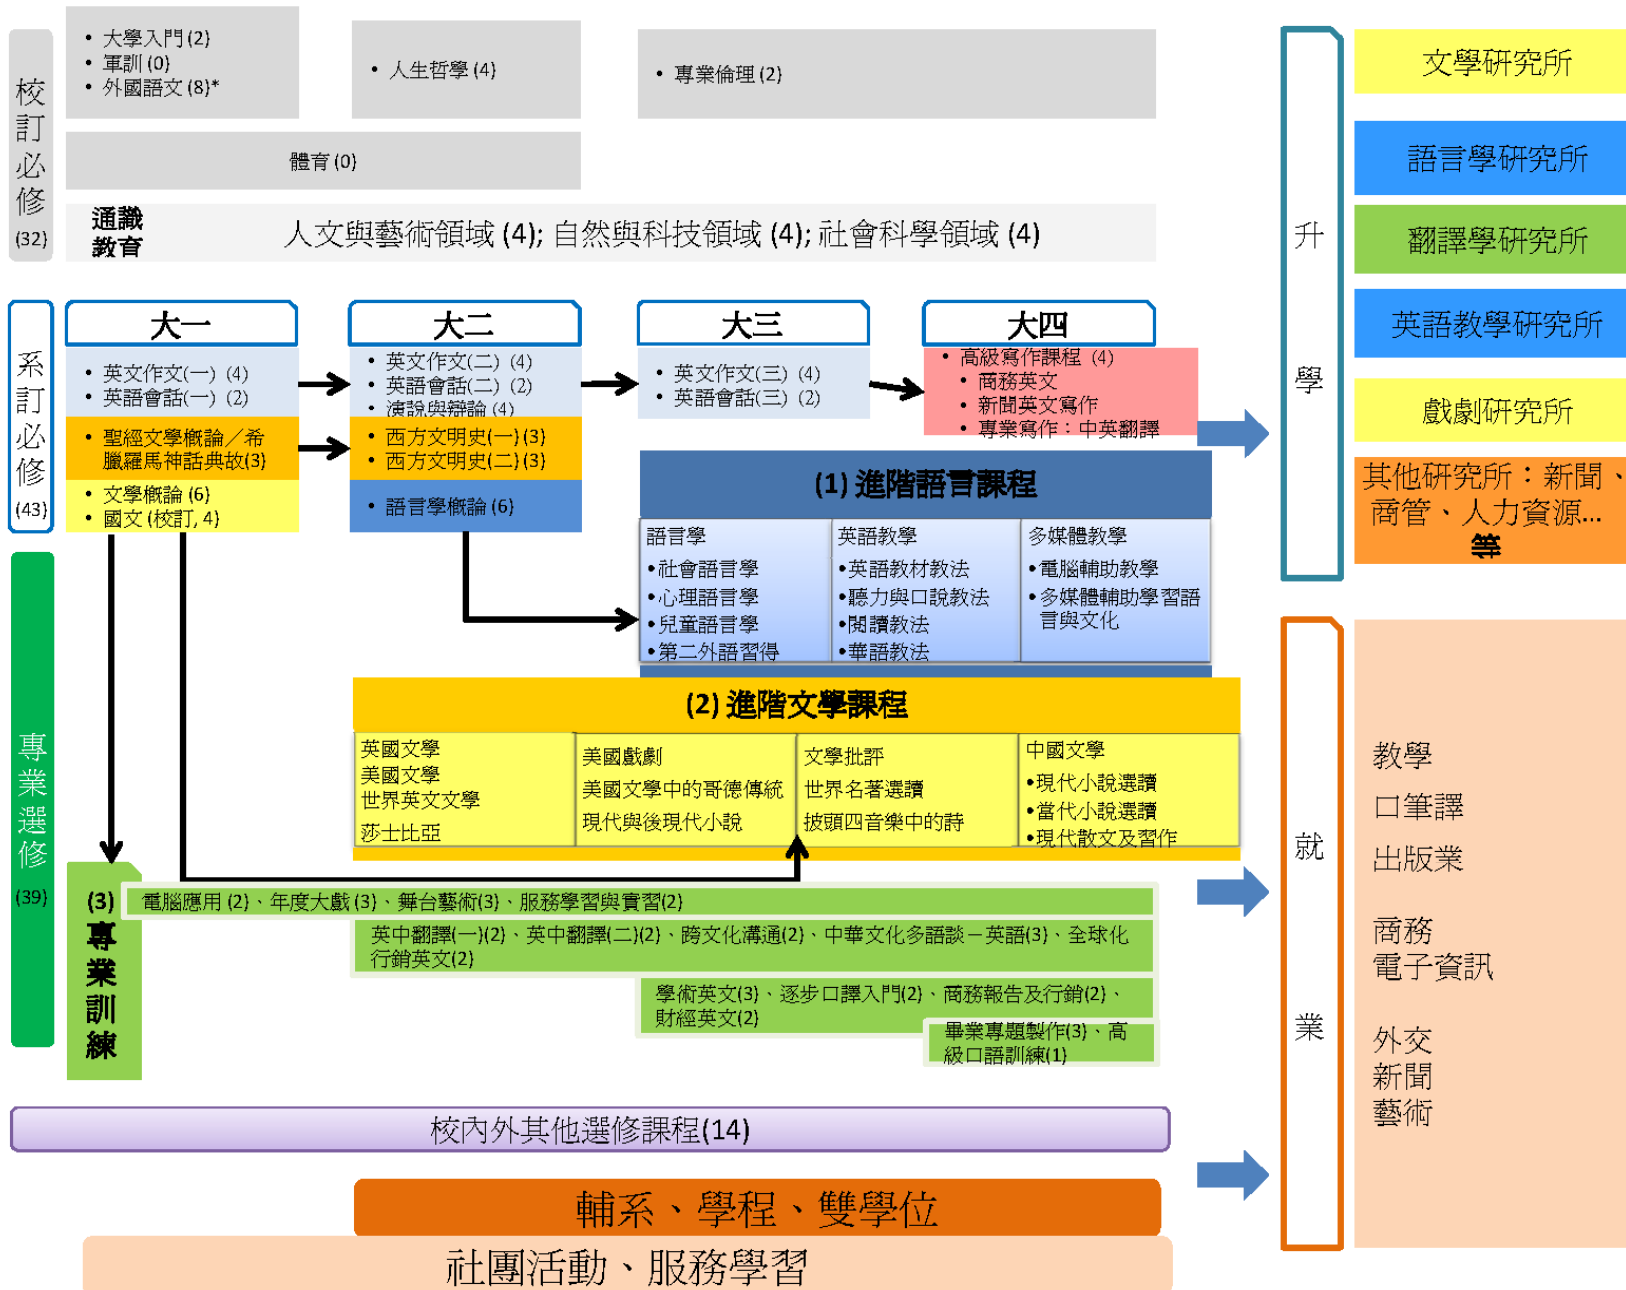 校訂必修
(32)
• 大學入門 (2)
• 軍訓 (0)
• 外國語文 (8)*
• 人生哲學 (4)
• 專業倫理 (2)
體育 (0)
通識
教育
人文與藝術領域 (4); 自然與科技領域 (4); 社會科學領域 (4)
系訂必修
(43)
大一
• 英文作文(一) (4)
• 英語會話(一) (2)
• 聖經文學概論／希
臘羅馬神話典故(3)
• 文學概論 (6)
• 國文 (校訂, 4)
大二
• 英文作文(二) (4)
• 英語會話(二) (2)
• 演說與辯論 (4)
• 西方文明史(一) (3)
• 西方文明史(二) (3)
• 語言學概論 (6)
大三
• 英文作文(三) (4)
• 英語會話(三) (2)
大四
• 高級寫作課程 (4)
• 商務英文
• 新聞英文寫作
• 專業寫作：中英翻譯
(1) 進階語言課程
語言學
•社會語言學
•心理語言學
•兒童語言學
•第二外語習得
英語教學
•英語教材教法
•聽力與口說教法
•閱讀教法
•華語教法
多媒體教學
•電腦輔助教學
•多媒體輔助學習語
言與文化
專業選修
(39)
(2) 進階文學課程
英國文學
美國文學
世界英文文學
莎士比亞
美國戲劇
美國文學中的哥德傳統
現代與後現代小說
文學批評
世界名著選讀
披頭四音樂中的詩
中國文學
•現代小說選讀
•當代小說選讀
•現代散文及習作
(3)
專業訓練
電腦應用 (2)、年度大戲 (3)、舞台藝術(3)、服務學習與實習(2)
英中翻譯(一)(2)、英中翻譯(二)(2)、跨文化溝通(2)、中華文化多語談－英語(3)、全球化
行銷英文(2)
學術英文(3)、逐步口譯入門(2)、商務報告及行銷(2)、
財經英文(2)
畢業專題製作(3)、高
級口語訓練(1)
校內外其他選修課程(14)
輔系、學程、雙學位
社團活動、服務學習
升學
文學研究所
語言學研究所
翻譯學研究所
英語教學研究所
戲劇研究所
其他研究所：新聞、
商管、人力資源...
等
就業
教學
口筆譯
出版業
商務
電子資訊
外交
新聞
藝術